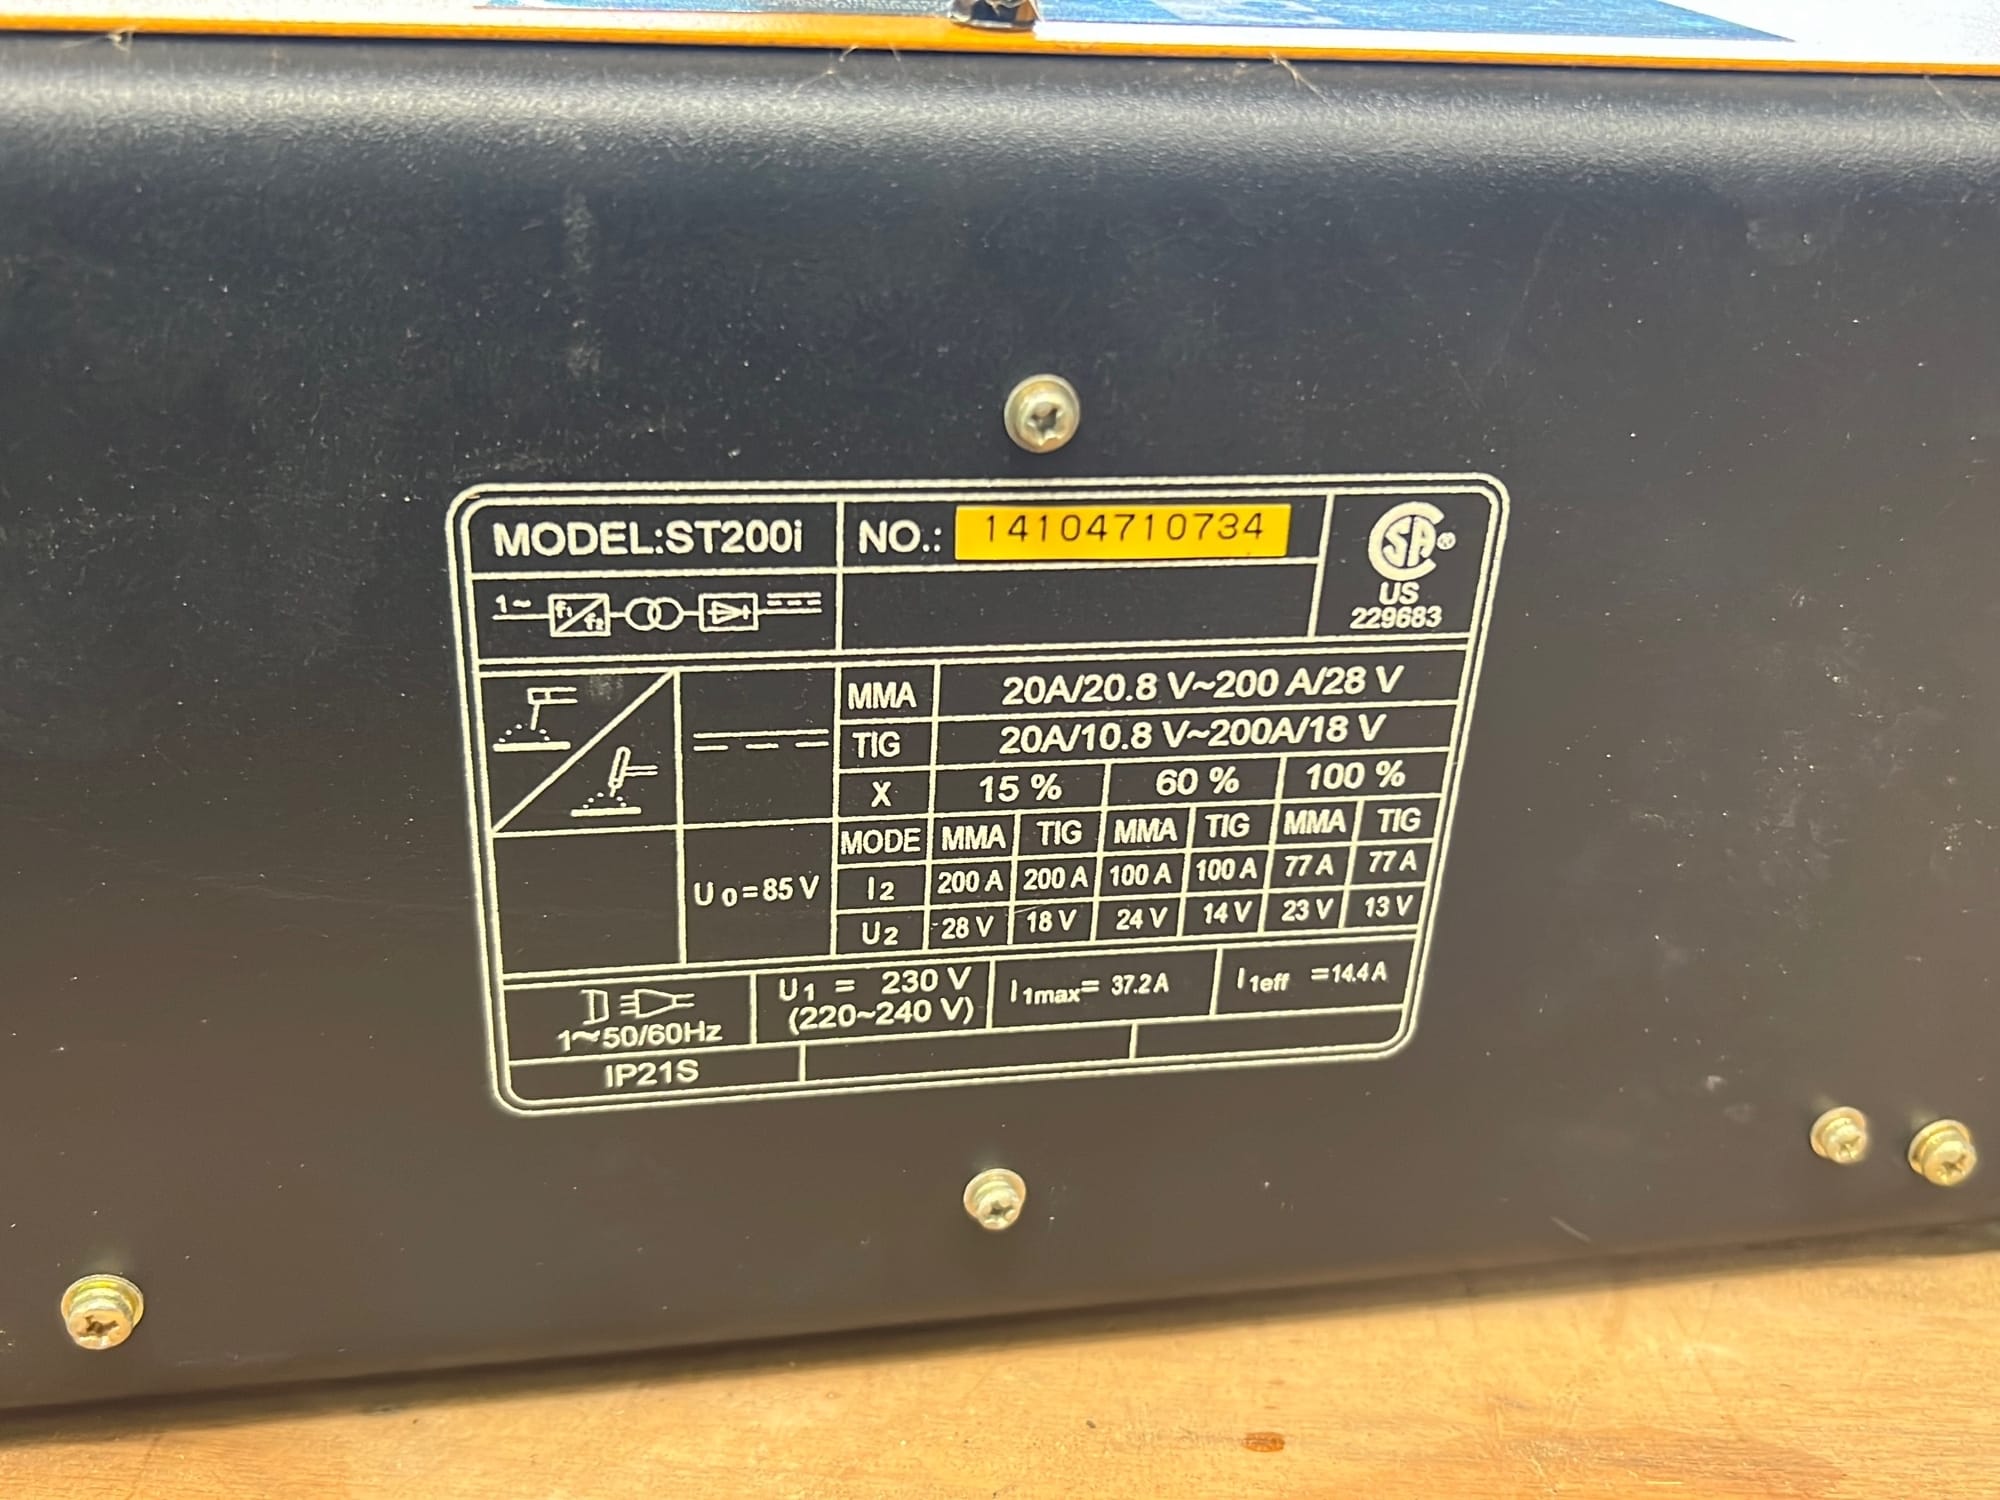 MODEL:ST200i NO.: 14104710734
CSA®
US
229683
1~ f1 f2
MMA 20A/20.8 V~200 A/28 V
TIG 20A/10.8 V~200A/18 V
X 15 % 60 % 100 %
MODE MMA TIG MMA TIG MMA TIG
U0=85 V
I2 200 A 200 A 100 A 100 A 77 A 77 A
U2 28 V 18 V 24 V 14 V 23 V 13 V
1~50/60Hz
U1 = 230 V
(220~240 V)
I1max= 37.2 A
I1eff =14.4 A
IP21S